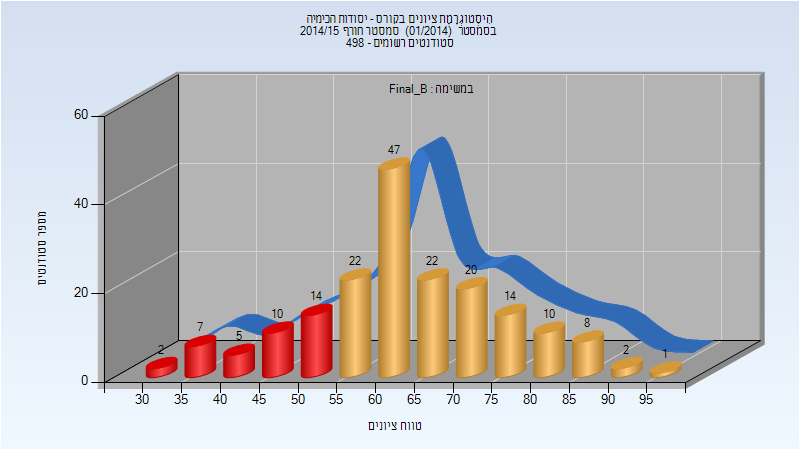 היסטוגרמת ציונים בקורס - יסודות הכימיה
בסמסטר (01/2014) סמסטר חורף 2014/15
סטודנטים רשומים - 498
במשימה : Final_B
מספר סטודנטים
60
40
20
0
2
7
5
10
14
22
47
22
20
14
10
8
2
1
30 35 40 45 50 55 60 65 70 75 80 85 90 95
טווח ציונים